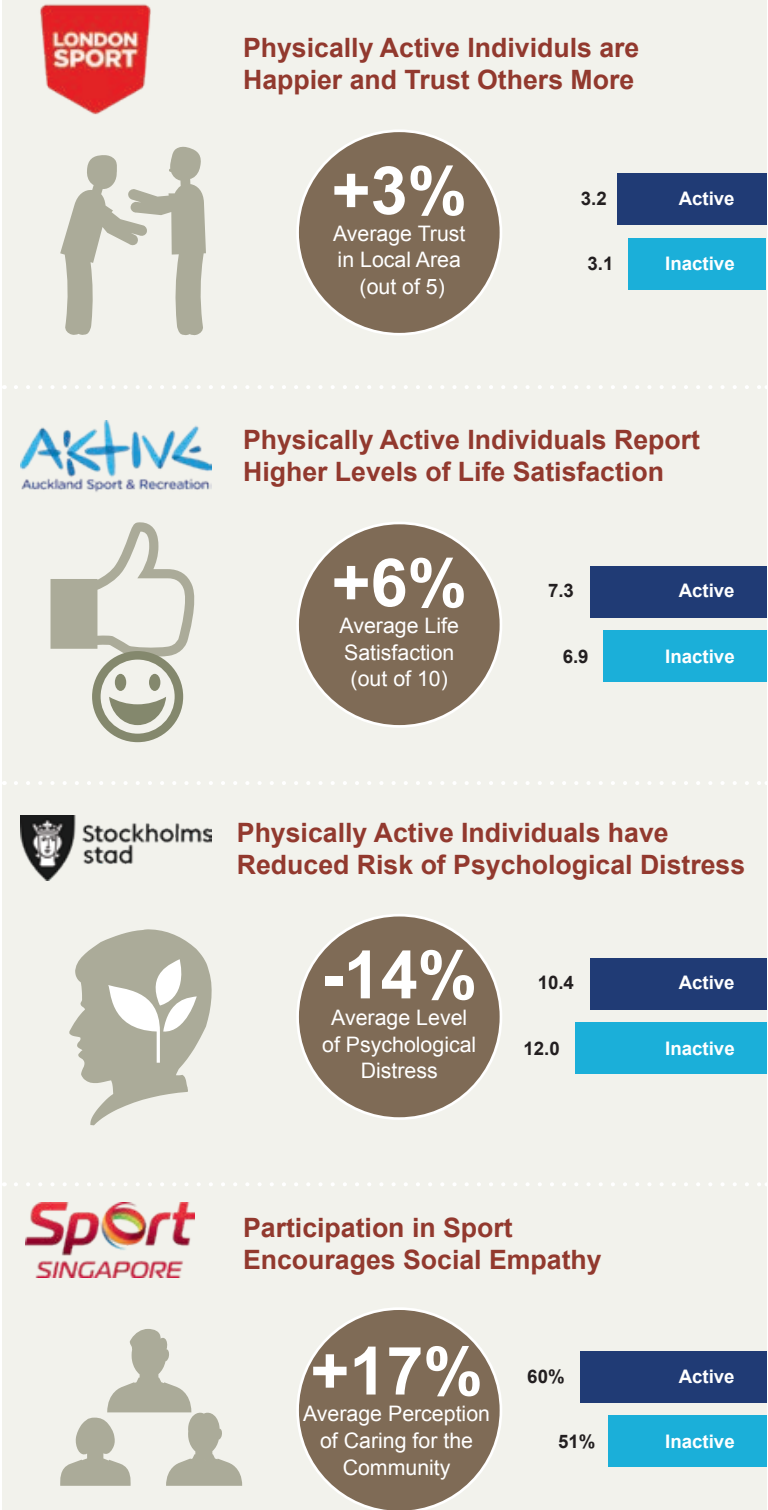 LONDON
SPORT
Physically Active Individuls are
Happier and Trust Others More
+3%
Average Trust
in Local Area
(out of 5)
3.2 Active
3.1 Inactive
AKTIVE
Auckland Sport & Recreation
Physically Active Individuals Report
Higher Levels of Life Satisfaction
+6%
Average Life
Satisfaction
(out of 10)
7.3 Active
6.9 Inactive
Stockholms
stad
Physically Active Individuals have
Reduced Risk of Psychological Distress
-14%
Average Level
of Psychological
Distress
10.4 Active
12.0 Inactive
Sport
SINGAPORE
Participation in Sport
Encourages Social Empathy
+17%
Average Perception
of Caring for the
Community
60% Active
51% Inactive